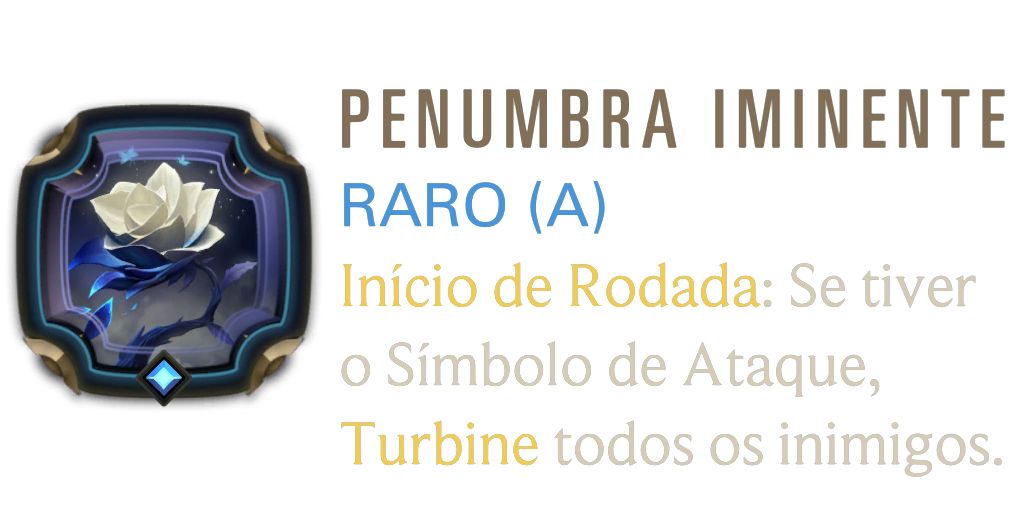 PENUMBRA IMINENTE
RARO (A)
Início de Rodada: Se tiver
o Símbolo de Ataque,
Turbine todos os inimigos.